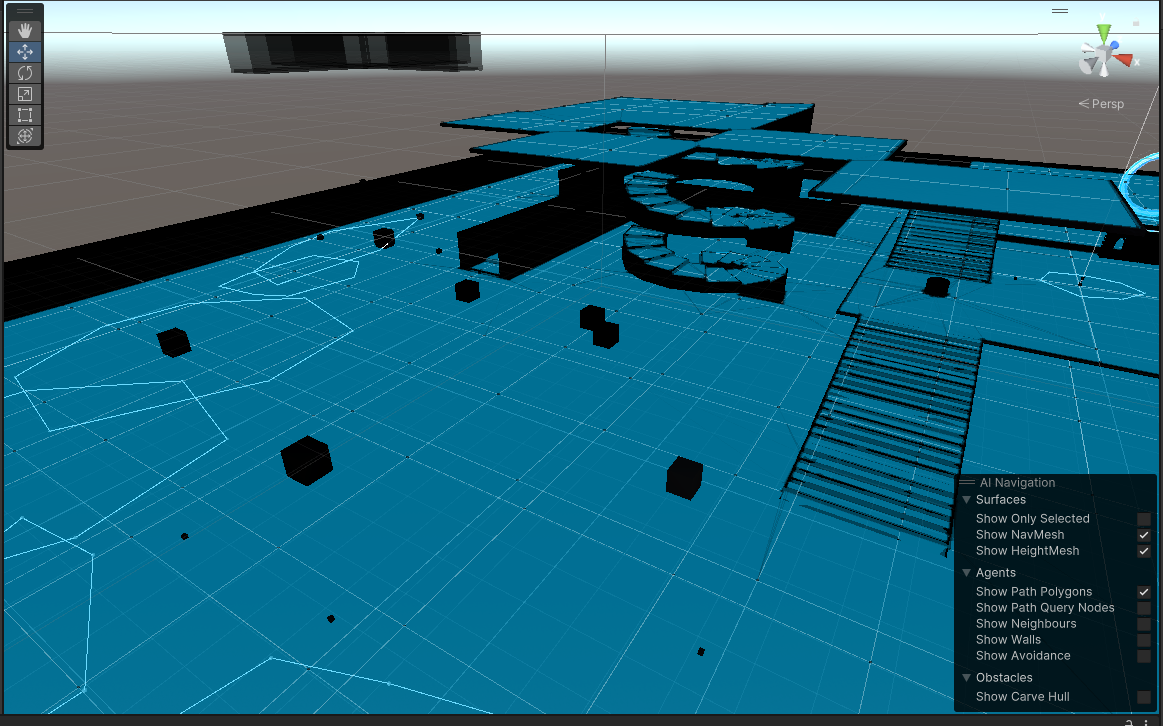 x
Persp
AI Navigation
Surfaces
Show Only Selected
Show NavMesh
Show HeightMesh
Agents
Show Path Polygons
Show Path Query Nodes
Show Neighbours
Show Walls
Show Avoidance
Obstacles
Show Carve Hull